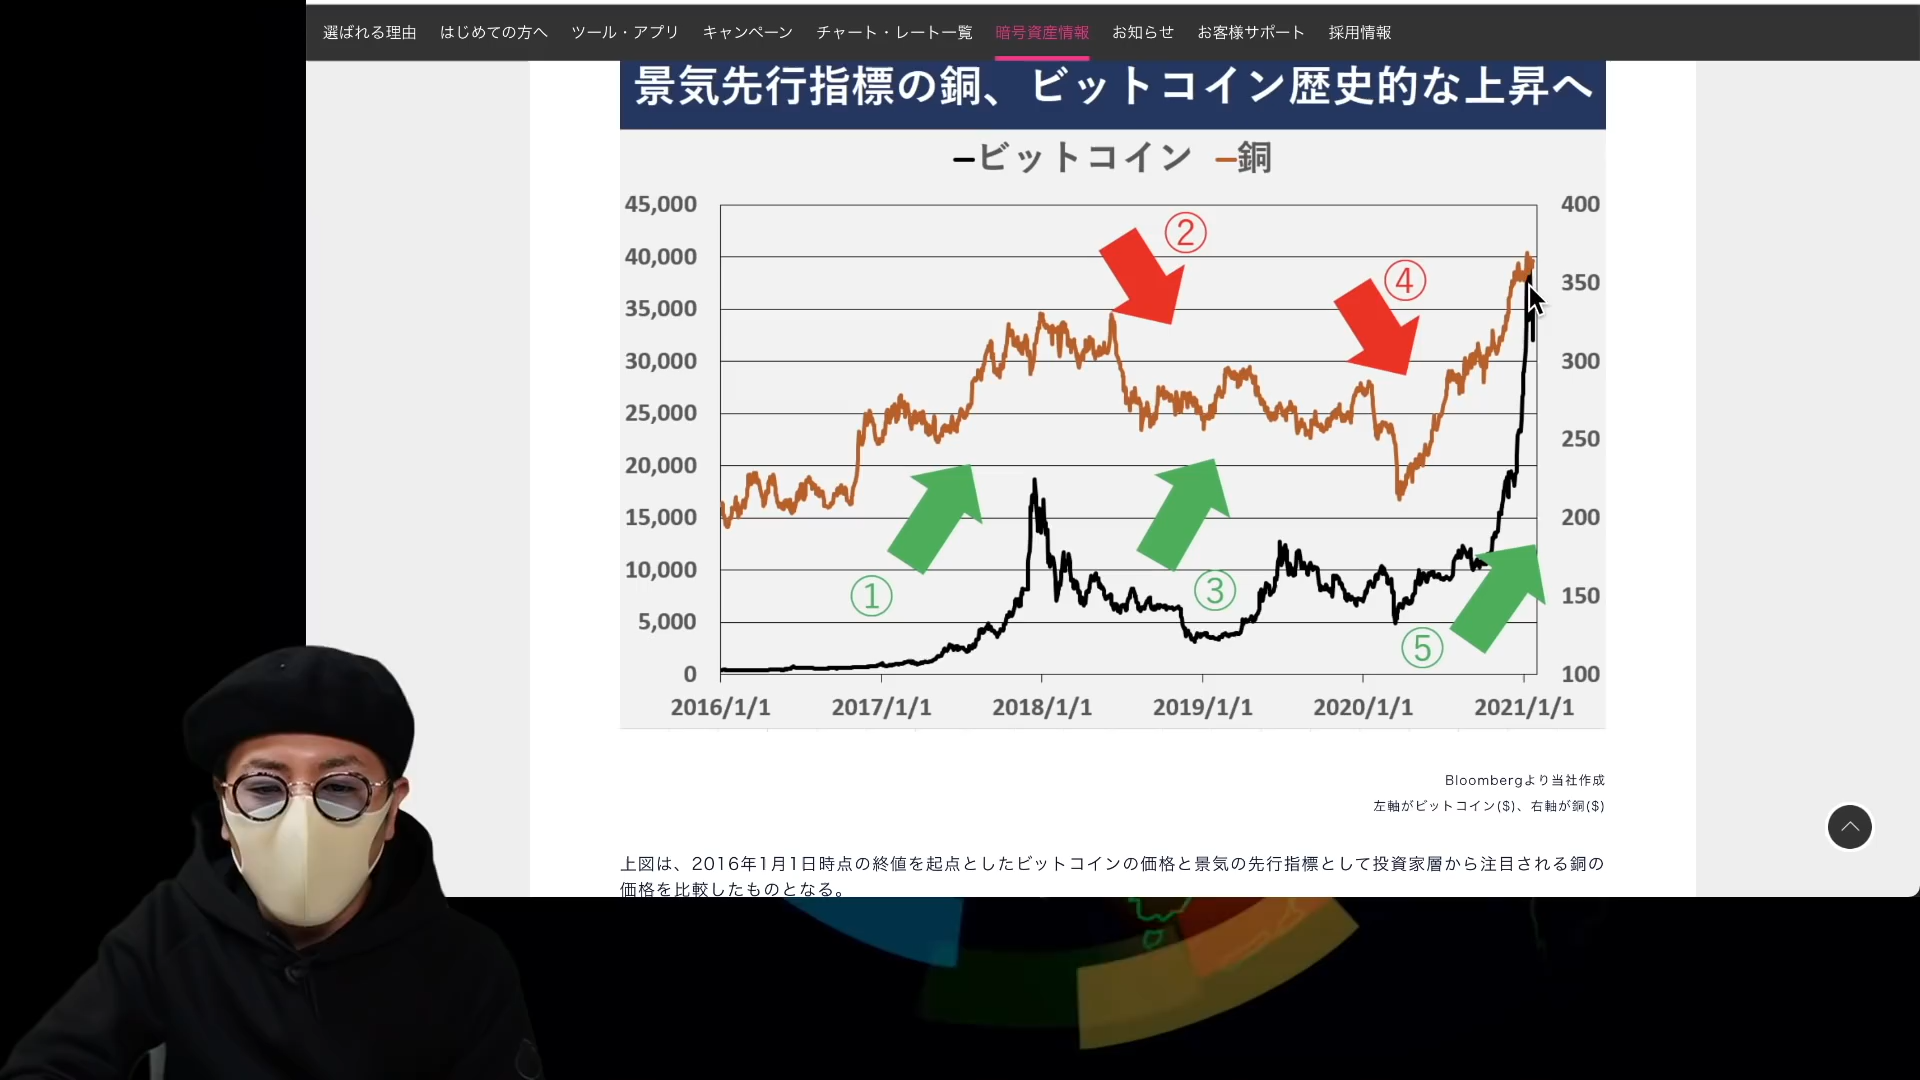 選ばれる理由 はじめての方へ ツール・アプリ キャンペーン チャート・レート一覧 暗号資産情報 お知らせ お客様サポート 採用情報
景気先行指標の銅、ビットコイン歴史的な上昇へ
ビットコイン 銅
45,000 400
40,000 350
35,000
30,000 300
25,000 250
20,000
15,000 200
10,000 150
5,000
0 100
②
④
①
③
⑤
2016/1/1 2017/1/1 2018/1/1 2019/1/1 2020/1/1 2021/1/1
Bloombergより当社作成
左軸がビットコイン($)、右軸が銅($)
上図は、2016年1月1日時点の終値を起点としたビットコインの価格と景気の先行指標として投資家層から注目される銅の
価格を比較したものとなる。